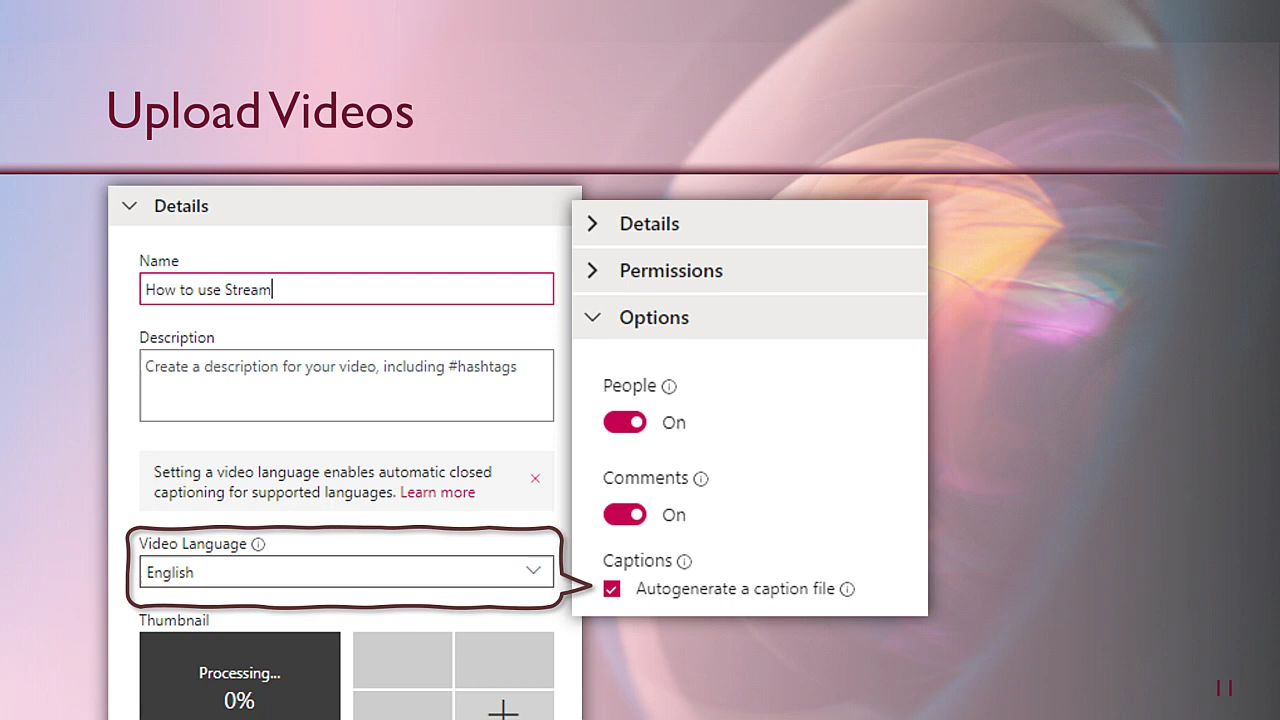 Upload Videos
Details
Name
How to use Stream
Description
Create a description for your video, including #hashtags
Setting a video language enables automatic closed
captioning for supported languages. Learn more
Video Language
English
Thumbnail
Processing...
0%
Details
Permissions
Options
People
On
Comments
On
Captions
Autogenerate a caption file
11